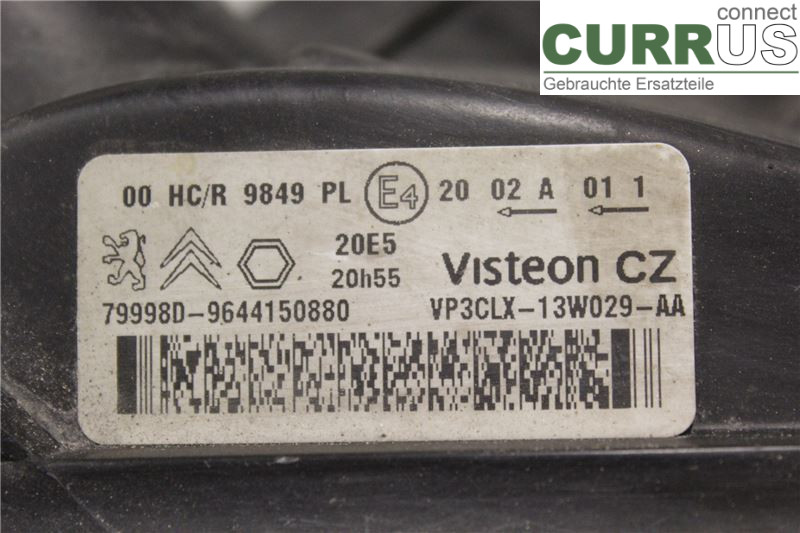 connect
CURRUS
Gebrauchte Ersatzteile
00 HC/R 9849 PL E4 20 02 A 01 1
20E5
20h55
Visteon CZ
79998D-9644150880
VP3CLX-13W029-AA